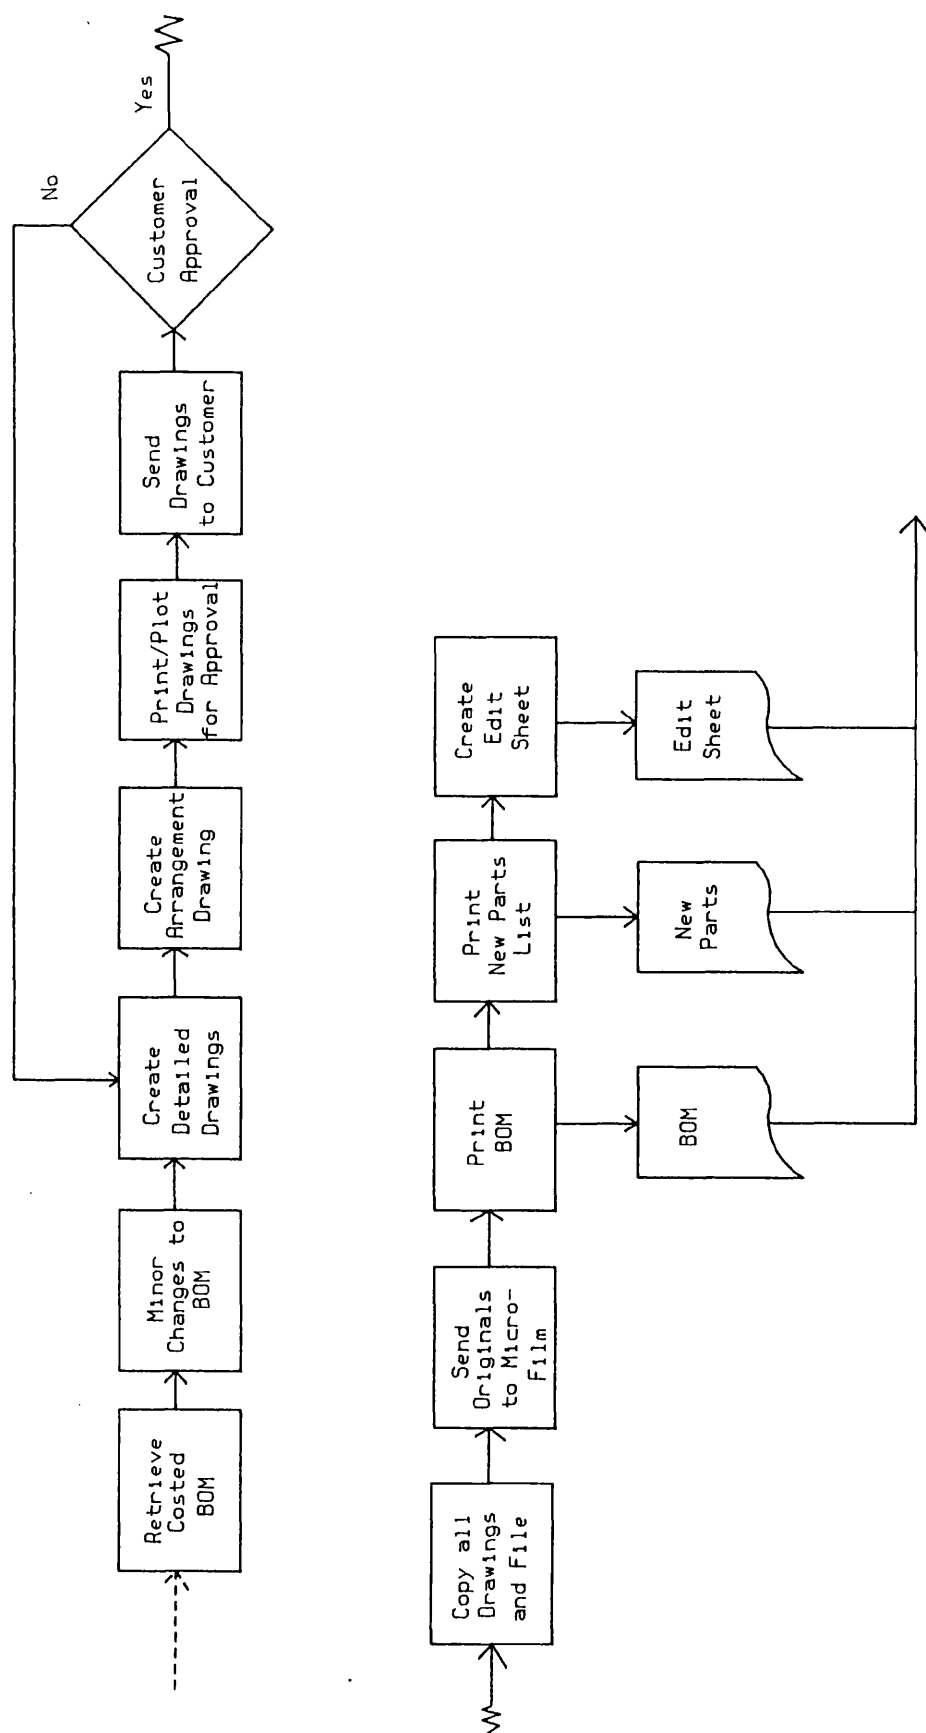 Retrieve
Costed
BOM
Minor
Changes to
BOM
Create
Detailed
Drawings
Create
Arrangement
Drawing
Print/Plot
Drawings
for Approval
Send
Drawings
to Customer
Customer
Approval
No
Yes
Copy all
Drawings
and File
Send
Originals
to Micro-
Film
Print
BOM
Print
New Parts
List
Create
Edit
Sheet
BOM
New
Parts
Edit
Sheet